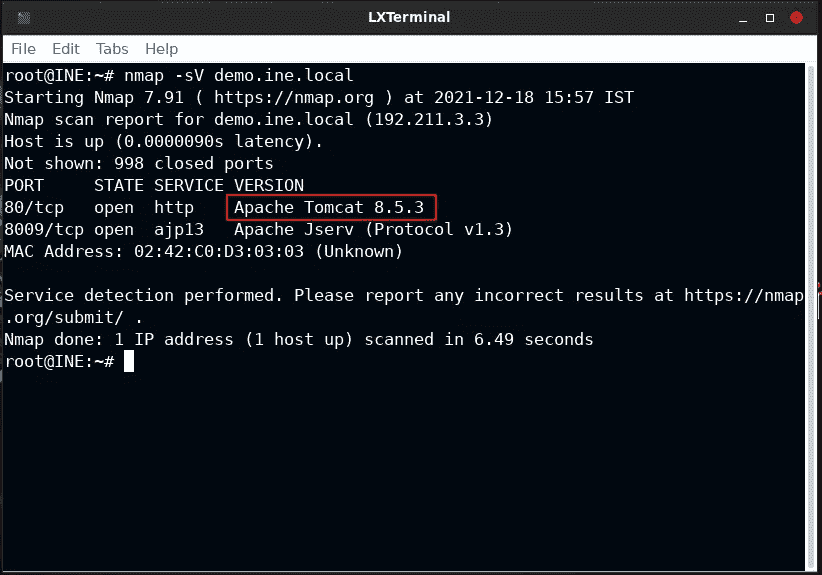 LXTerminal
File Edit Tabs Help
root@INE:~# nmap -sV demo.ine.local
Starting Nmap 7.91 ( https://nmap.org ) at 2021-12-18 15:57 IST
Nmap scan report for demo.ine.local (192.211.3.3)
Host is up (0.0000090s latency).
Not shown: 998 closed ports
PORT     STATE SERVICE VERSION
80/tcp   open  http    Apache Tomcat 8.5.3
8009/tcp open  ajp13   Apache Jserv (Protocol v1.3)
MAC Address: 02:42:C0:D3:03:03 (Unknown)
Service detection performed. Please report any incorrect results at https://nmap
.org/submit/ .
Nmap done: 1 IP address (1 host up) scanned in 6.49 seconds
root@INE:~#